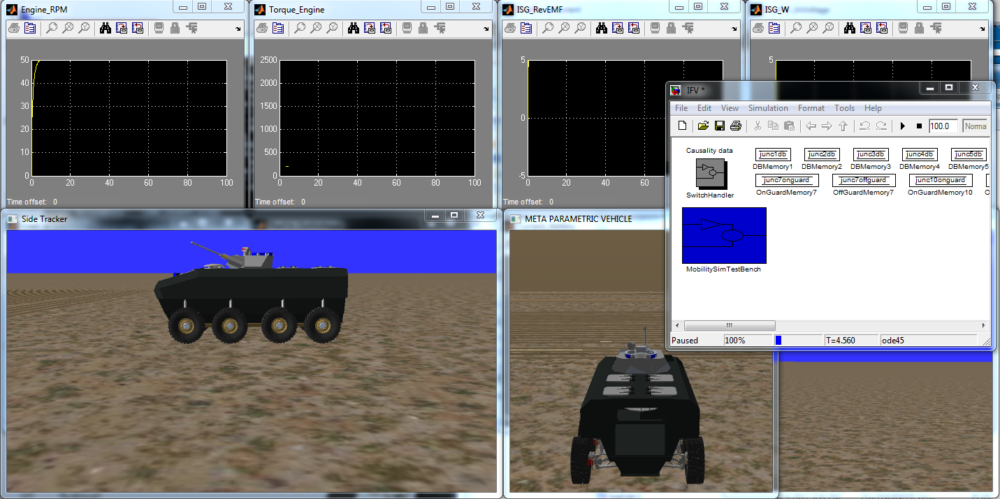 Engine_RPM
50
40
30
20
10
0
0 20 40 60 80 100
Time offset: 0
Torque_Engine
2500
2000
1500
1000
500
0
0 20 40 60 80 100
Time offset: 0
ISG_RevEMF
5
0
-5
0 20 40 60
Time offset: 0
ISG_W
5
IFV *
File Edit View Simulation Format Tools Help
100.0 Norma
Causality data
SwitchHandler
junc1db junc2db junc3db junc4db junc5db
DBMemory1 DBMemory2 DBMemory3 DBMemory4 DBMemory5
junc7onguard junc7offguard junc10onguard
OnGuardMemory7 OffGuardMemory7 OnGuardMemory10 O
MobilitySimTestBench
Paused 100% T=4.560 ode45
Side Tracker
META PARAMETRIC VEHICLE